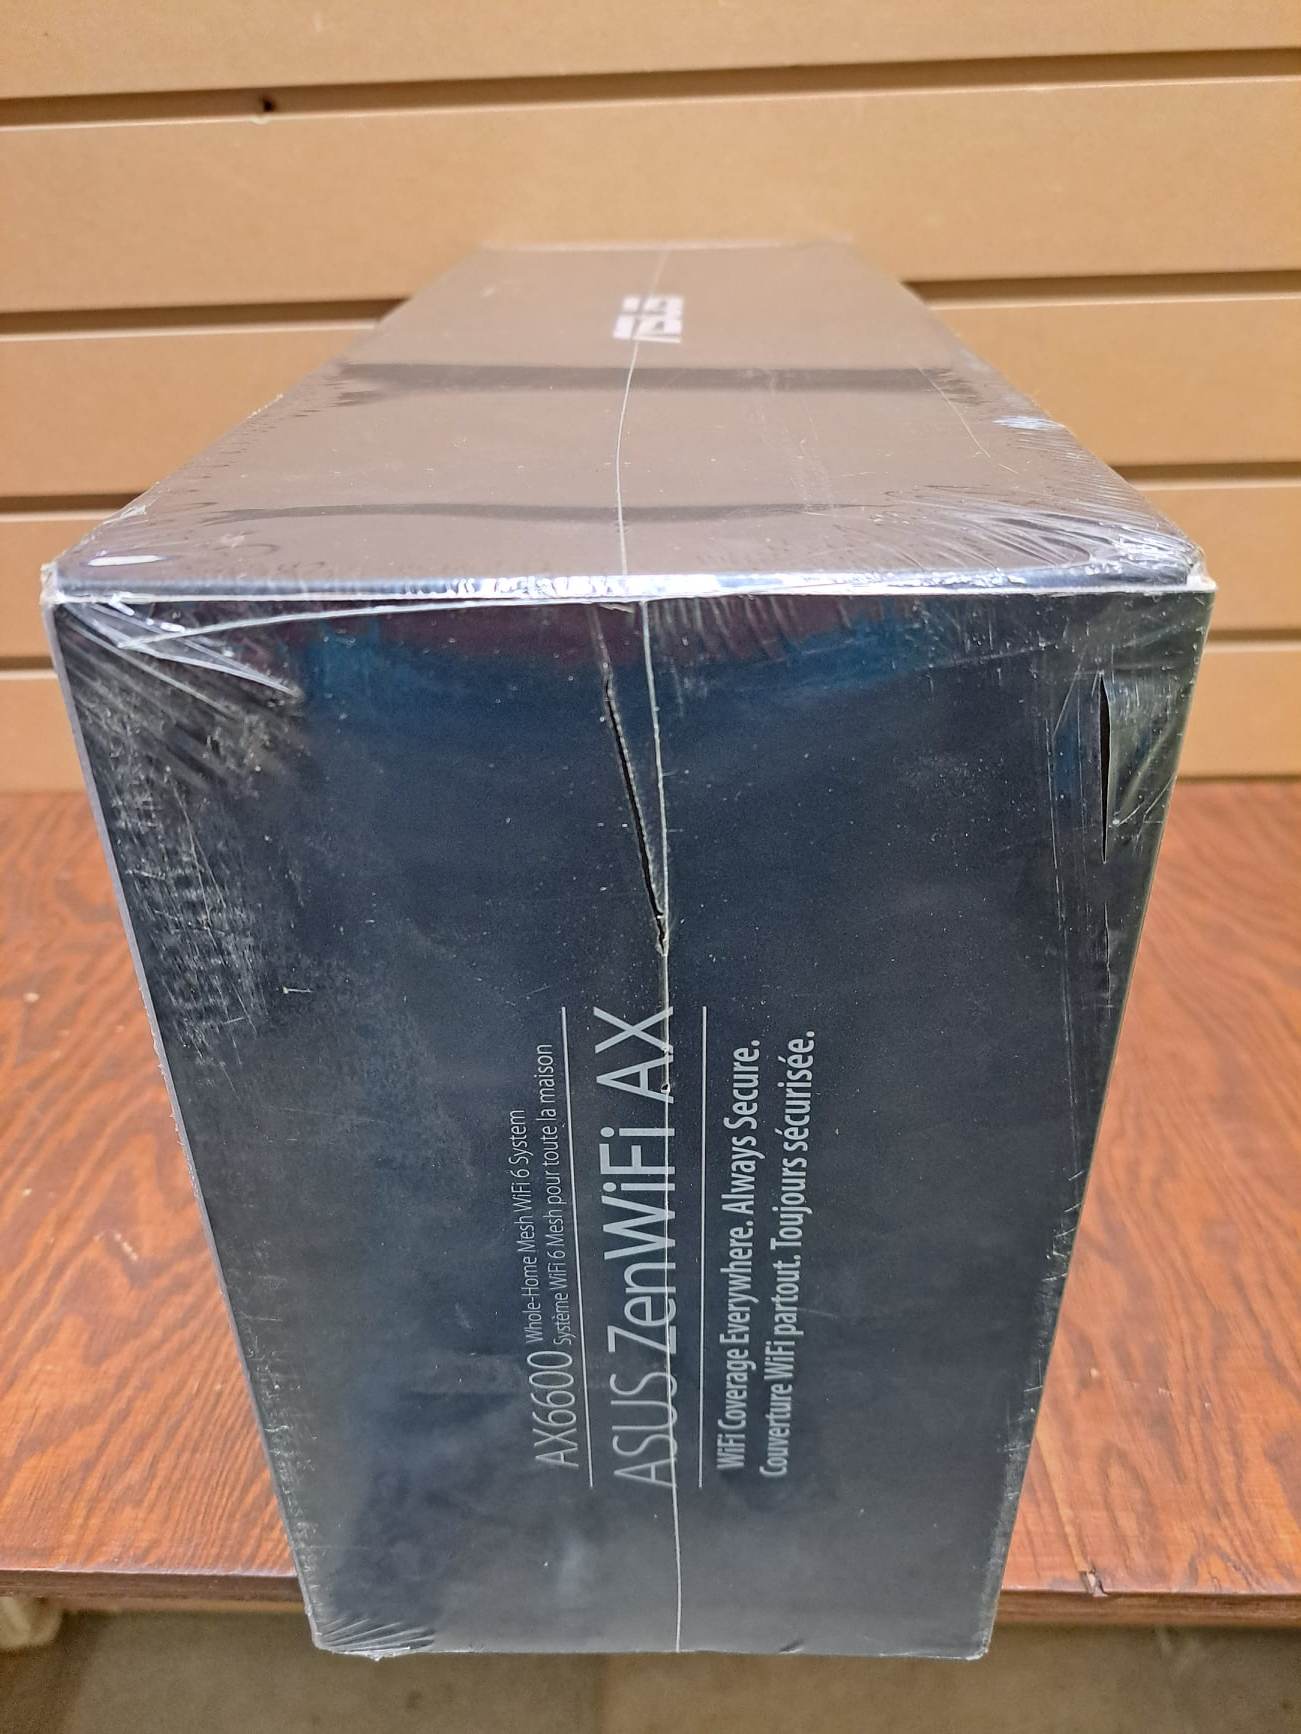 ASUS
AX6600 Whole-Home Mesh WiFi 6 System
Système WiFi 6 Mesh pour toute la maison
ASUS ZenWiFi AX
WiFi Coverage Everywhere. Always Secure.
Couverture WiFi partout. Toujours sécurisée.